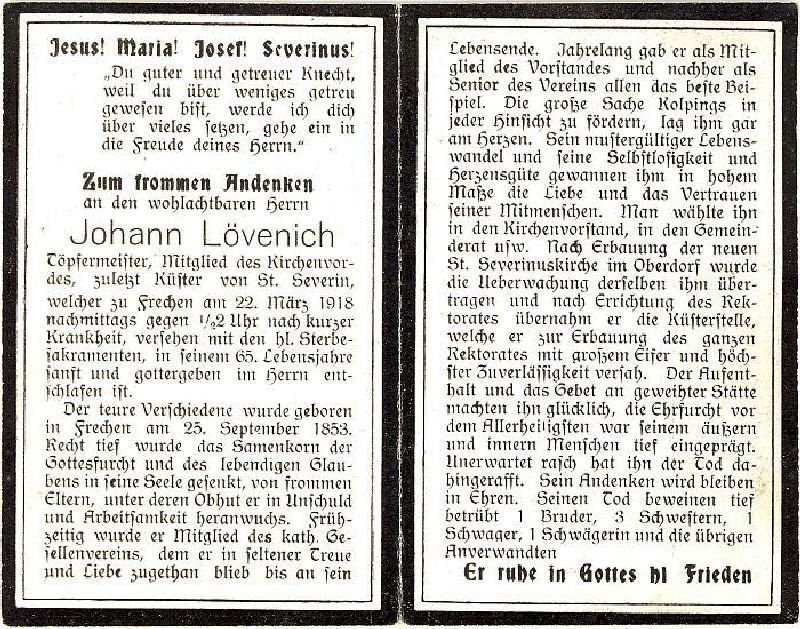 Jesus! Maria! Josef! Severinus!
„Du guter und getreuer Knecht,
weil du über weniges getreu
gewesen bist, werde ich dich
über vieles setzen, gehe ein in
die Freude deines Herrn."
Zum frommen Andenken
an den wohlachtbaren Herrn
Johann Lövenich
Töpfermeister, Mitglied des Kirchenvor-
des, zuletzt Küster von St. Severin,
welcher zu Frechen am 22. März 1918
nachmittags gegen 1/2 2 Uhr nach kurzer
Krankheit, versehen mit den hl. Sterbe-
sakramenten, in seinem 65. Lebensjahre
sanft und gottergeben im Herrn ent-
schlafen ist.
Der teure Verschiedene wurde geboren
in Frechen am 25. September 1853.
Recht tief wurde das Samenkorn der
Gottesfurcht und des lebendigen Glau-
bens in seine Seele gesenkt, von frommen
Eltern, unter deren Obhut er in Unschuld
und Arbeitsamkeit heranwuchs. Früh-
zeitig wurde er Mitglied des kath. Ge-
sellenvereins, dem er in seltener Treue
und Liebe zugethan blieb bis an sein
Lebensende. Jahrelang gab er als Mit-
glied des Vorstandes und nachher als
Senior des Vereins allen das beste Bei-
spiel. Die große Sache Kolpings in
jeder Hinsicht zu fördern, lag ihm gar
am Herzen. Sein mustergültiger Lebens-
wandel und seine Selbstlosigkeit und
Herzensgüte gewannen ihm in hohem
Maße die Liebe und das Vertrauen
seiner Mitmenschen. Man wählte ihn
in den Kirchenvorstand, in den Gemein-
derat usw. Nach Erbauung der neuen
St. Severinuskirche im Oberdorf wurde
die Ueberwachung derselben ihm über-
tragen und nach Errichtung des Rek-
torates übernahm er die Küsterstelle,
welche er zur Erbauung des ganzen
Rektorates mit großem Eifer und höch-
ster Zuverlässigkeit versah. Der Aufent-
halt und das Gebet an geweihter Stätte
machten ihn glücklich, die Ehrfurcht vor
dem Allerheiligsten war seinem äußern
und innern Menschen tief eingeprägt.
Unerwartet rasch hat ihn der Tod da-
hingerafft. Sein Andenken wird bleiben
in Ehren. Seinen Tod beweinen tief
betrübt 1 Bruder, 3 Schwestern, 1
Schwager, 1 Schwägerin und die übrigen
Anverwandten
Er ruhe in Gottes hl Frieden